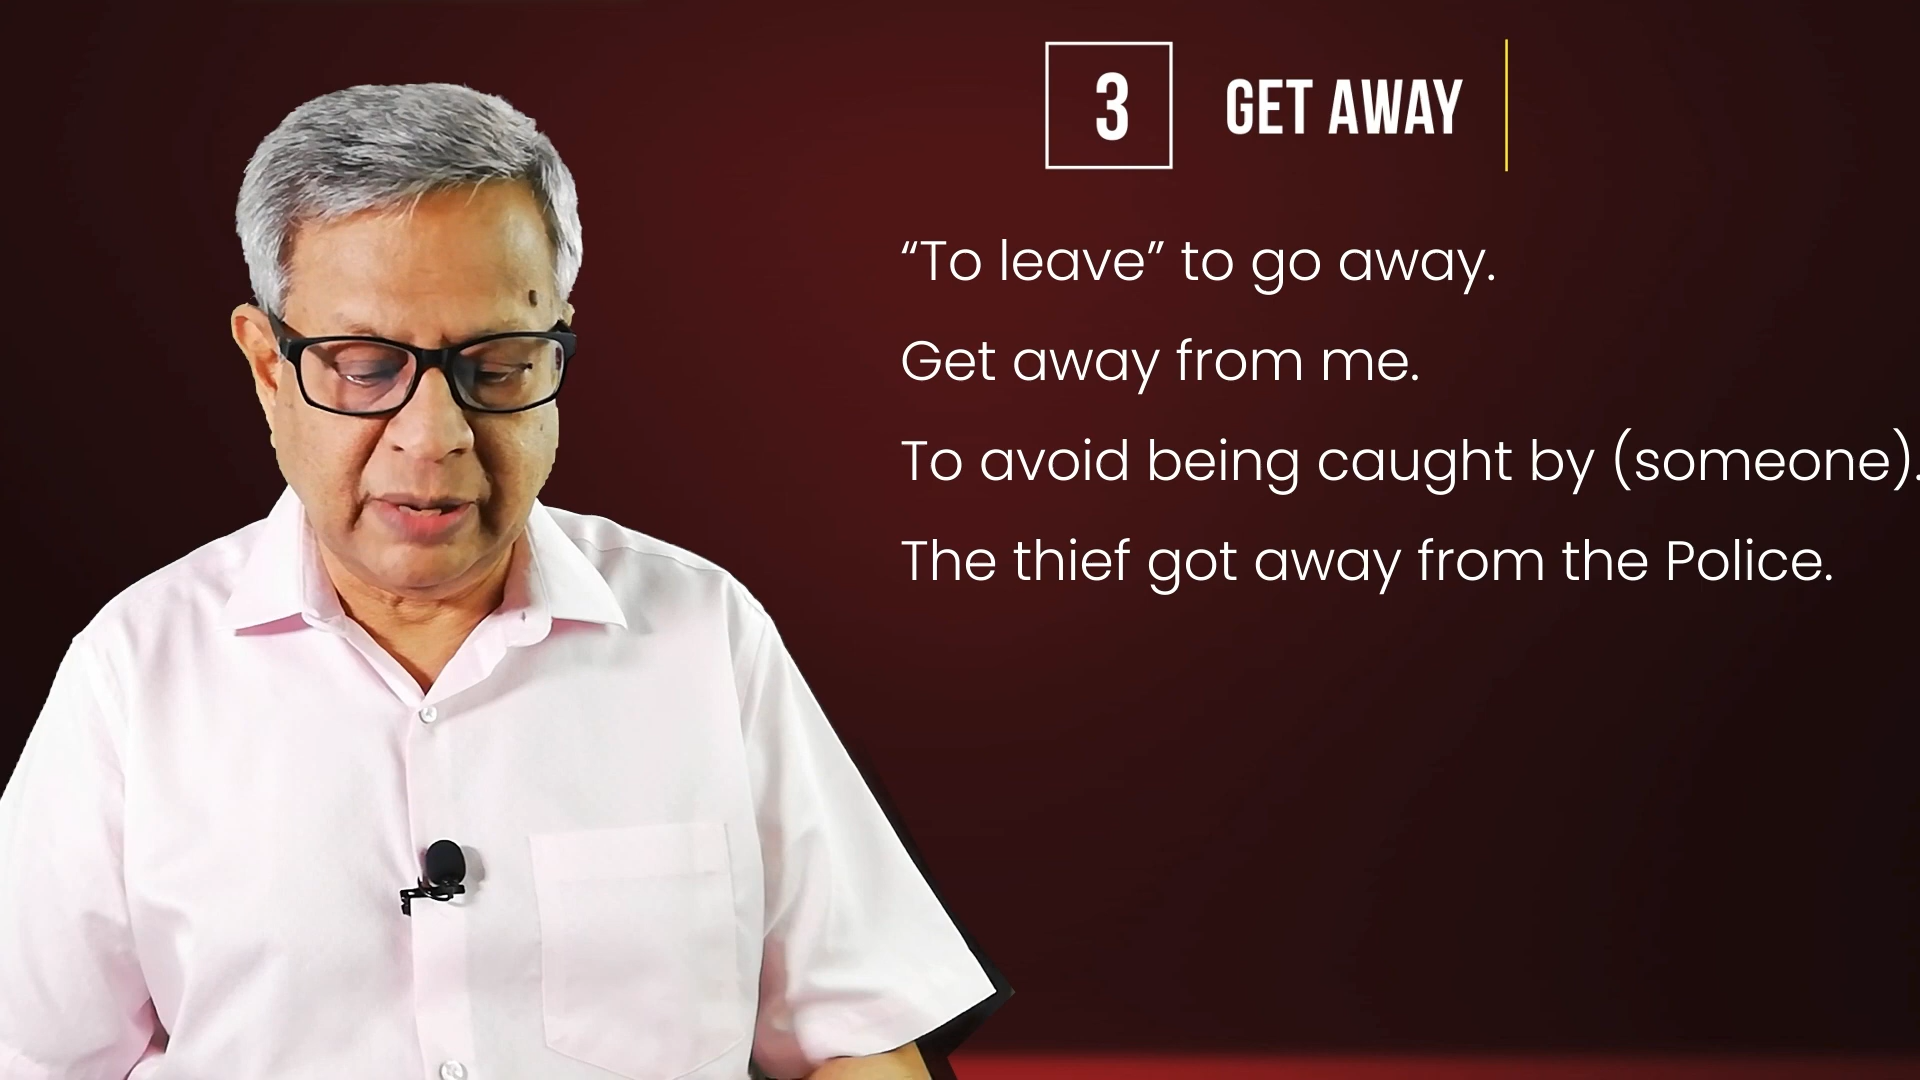 3 GET AWAY
“To leave” to go away.
Get away from me.
To avoid being caught by (someone).
The thief got away from the Police.